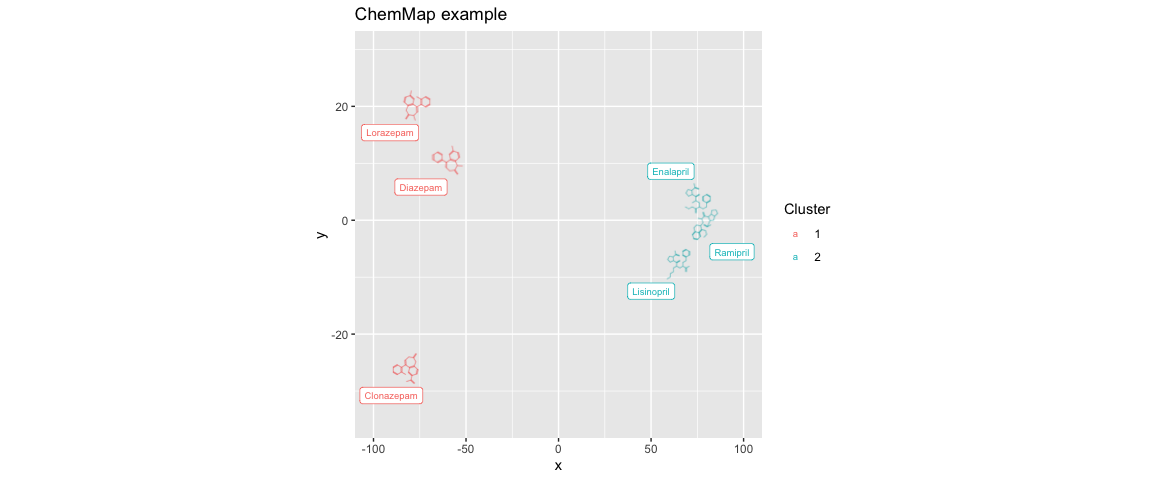 ChemMap example
20
Lorazepam
Diazepam
Enalapril
Cluster
a 1
0
y
Ramipril
a 2
Lisinopril
-20
Clonazepam
-100 -50 0 50 100
x